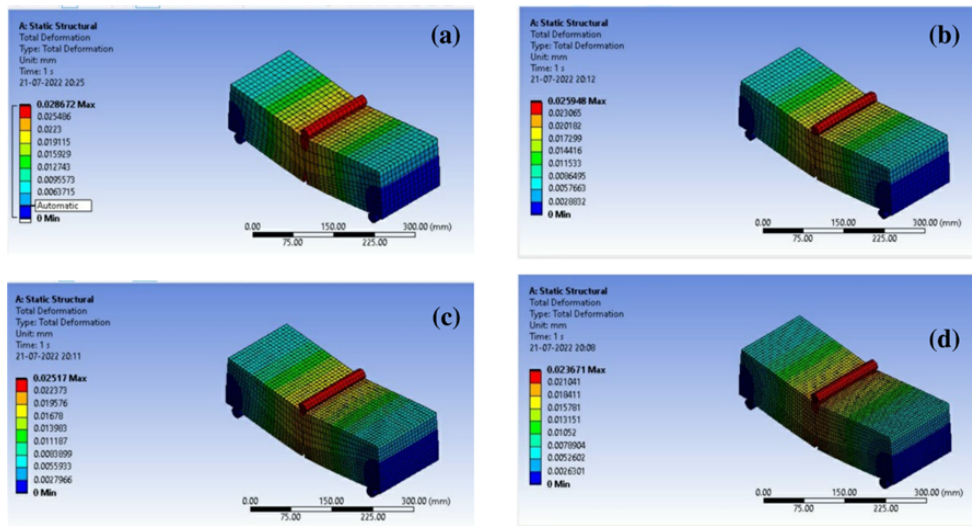 A: Static Structural
Total Deformation
Type: Total Deformation
Unit: mm
Time: 1 s
21-07-2022 20:25
(a)
0.028672 Max
0.025486
0.0223
0.019115
0.015929
0.012743
0.0095573
0.0063715
Automatic
0 Min
0.00 150.00 300.00 (mm)
75.00 225.00
A: Static Structural
Total Deformation
Type: Total Deformation
Unit: mm
Time: 1 s
21-07-2022 20:12
(b)
0.025948 Max
0.023065
0.020182
0.017299
0.014416
0.011533
0.0086495
0.0057663
0.0028832
0 Min
0.00 150.00 300.00 (mm)
75.00 225.00
A: Static Structural
Total Deformation
Type: Total Deformation
Unit: mm
Time: 1 s
21-07-2022 20:11
(c)
0.02517 Max
0.022373
0.019576
0.01678
0.013983
0.011187
0.0083899
0.0055933
0.0027966
0 Min
0.00 150.00 300.00 (mm)
75.00 225.00
A: Static Structural
Total Deformation
Type: Total Deformation
Unit: mm
Time: 1 s
21-07-2022 20:08
(d)
0.023671 Max
0.021041
0.018411
0.015781
0.013151
0.01052
0.0078904
0.0052602
0.0026301
0 Min
0.00 150.00 300.00 (mm)
75.00 225.00